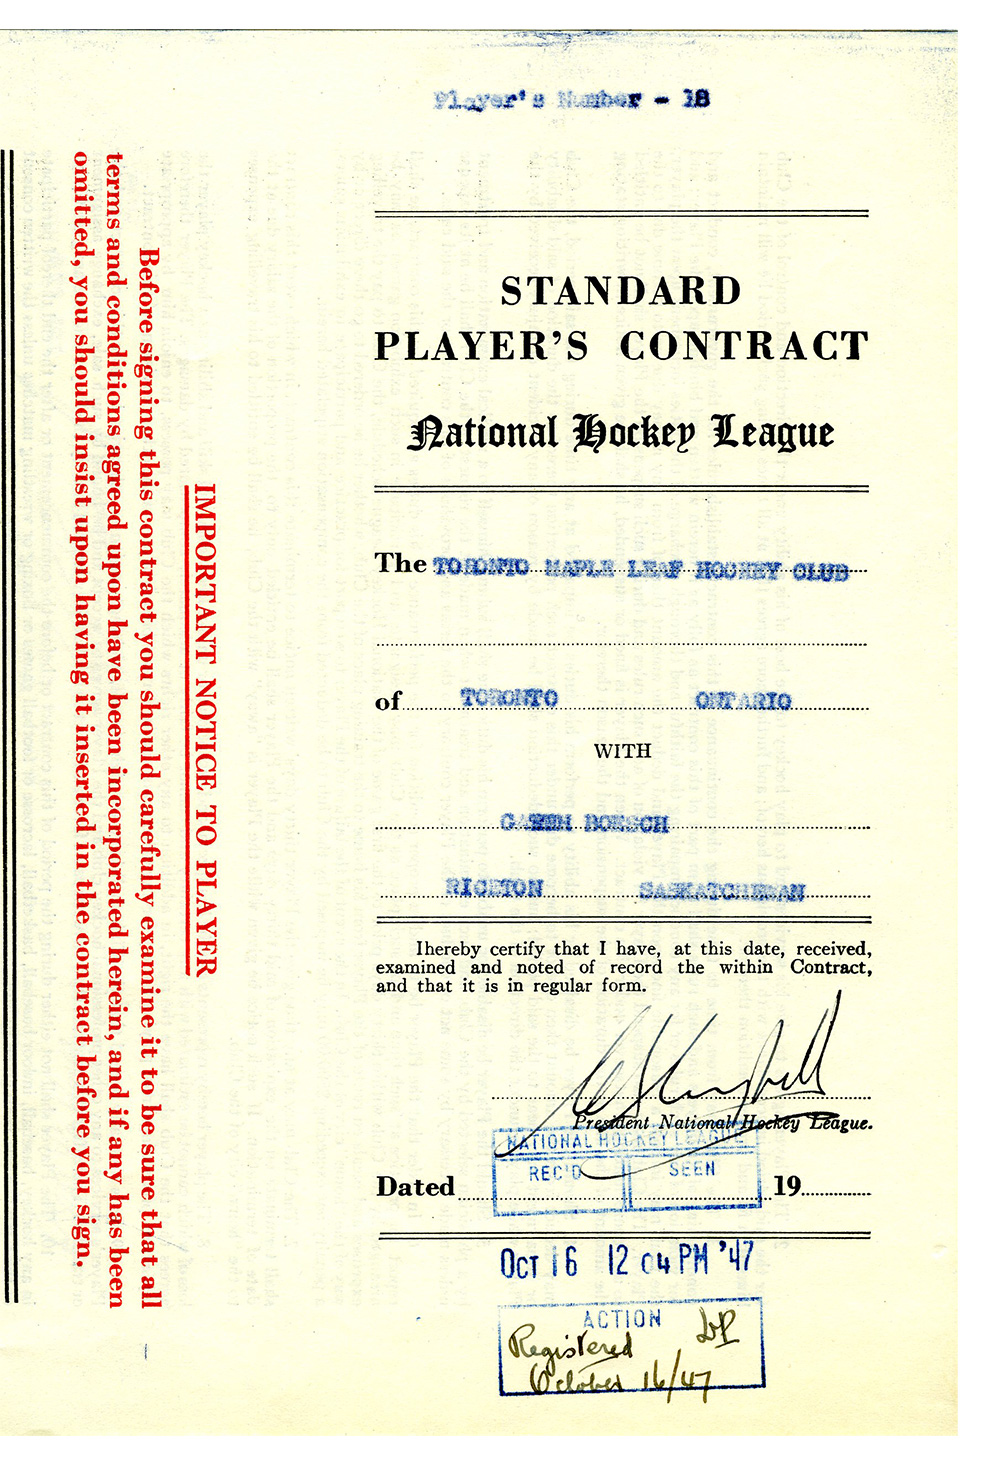 Player's Number - 18
STANDARD
PLAYER'S CONTRACT
National Hockey League
The TORONTO MAPLE LEAF HOCKEY CLUB
of TORONTO ONTARIO
WITH
GARTH BOESCH
RICETON SASKATCHEWAN
I hereby certify that I have, at this date, received,
examined and noted of record the within Contract,
and that it is in regular form.
President National Hockey League.
NATIONAL HOCKEY LEAGUE
REC'D SEEN
Dated 19
OCT 16 12 04 PM '47
ACTION
Registered DP
October 16/47
IMPORTANT NOTICE TO PLAYER
Before signing this contract you should carefully examine it to be sure that all
terms and conditions agreed upon have been incorporated herein, and if any has been
omitted, you should insist upon having it inserted in the contract before you sign.